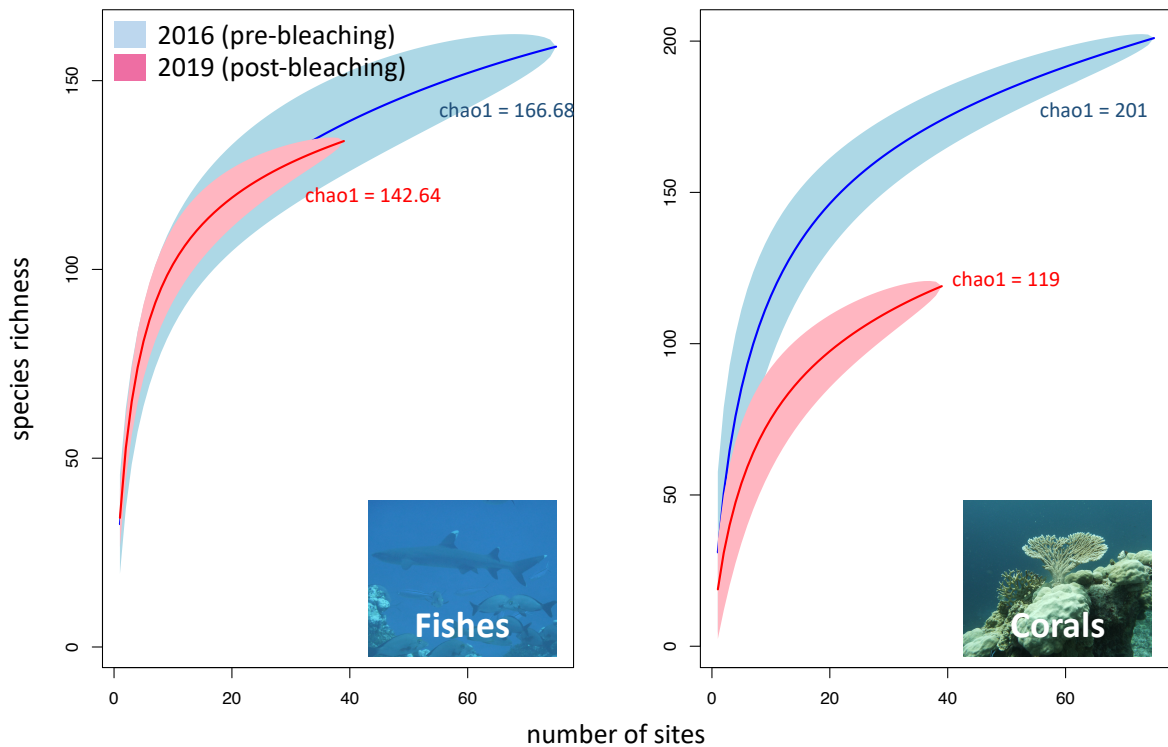 2016 (pre-bleaching)
2019 (post-bleaching)
chao1 = 166.68
chao1 = 142.64
species richness
0
50
100
150
0
20
40
60
Fishes
chao1 = 201
chao1 = 119
0
50
100
150
200
0
20
40
60
Corals
number of sites